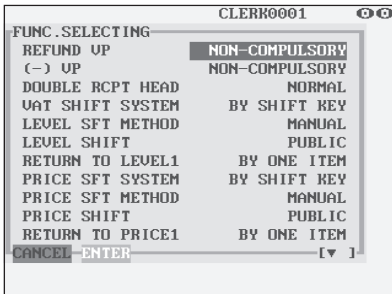 CLERK0001
FUNC.SELECTING
REFUND VP NON-COMPULSORY
(-) VP NON-COMPULSORY
DOUBLE RCPT HEAD NORMAL
VAT SHIFT SYSTEM BY SHIFT KEY
LEVEL SFT METHOD MANUAL
LEVEL SHIFT PUBLIC
RETURN TO LEVEL1 BY ONE ITEM
PRICE SFT SYSTEM BY SHIFT KEY
PRICE SFT METHOD MANUAL
PRICE SHIFT PUBLIC
RETURN TO PRICE1 BY ONE ITEM
CANCEL ENTER [▼ ]